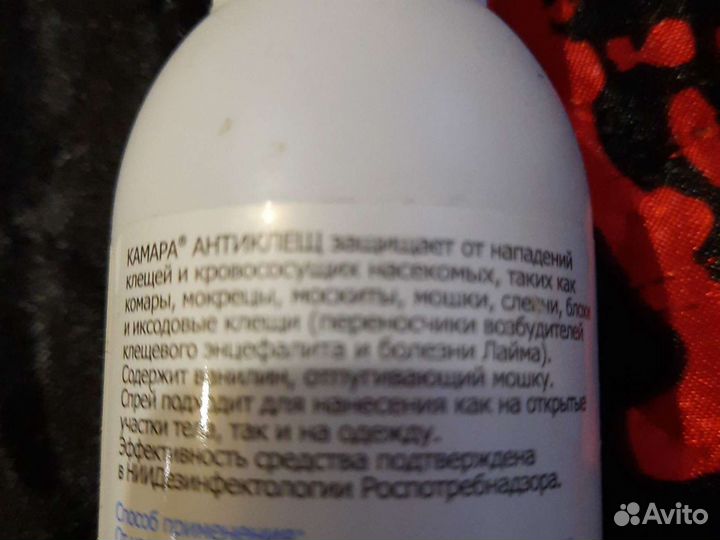 КАМАРА® АНТИКЛЕЩ защищает от нападений
клещей и кровососущих насекомых, таких как
комары, мокрецы, москиты, мошки, слепни, блохи
и иксодовые клещи (переносчики возбудителей
клещевого энцефалита и болезни Лайма).
Содержит ванилин, отпугивающий мошку.
Спрей подходит для нанесения как на открытые
участки тела, так и на одежду.
Эффективность средства подтверждена
в НИИДезинфектологии Роспотребнадзора.
Способ применения:
Avito